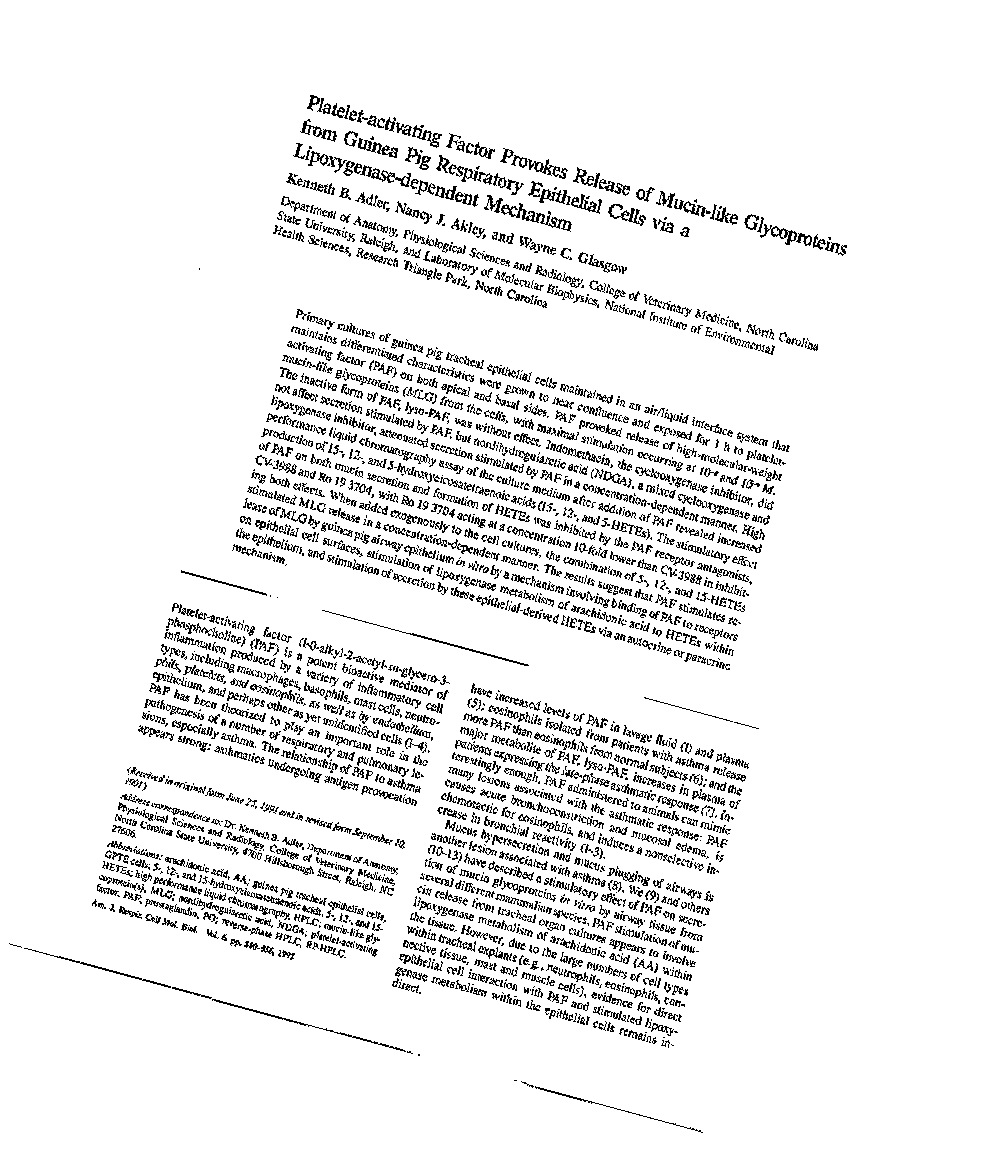 Platelet-activating Factor Provokes Release of Mucin-like Glycoproteins
from Guinea Pig Respiratory Epithelial Cells via a
Lipoxygenase-dependent Mechanism
Kenneth B. Adler, Nancy J. Akley, and Wayne C. Glasgow
Department of Anatomy, Physiological Sciences and Radiology, College of Veterinary Medicine, North Carolina
State University, Raleigh, and Laboratory of Molecular Biophysics, National Institute of Environmental
Health Sciences, Research Triangle Park, North Carolina
Primary cultures of guinea pig tracheal epithelial cells maintained in an air/liquid interface system that
maintains differentiated characteristics were grown to near confluence and exposed for 1 h to platelet-
activating factor (PAF) on both apical and basal sides. PAF provoked release of high-molecular-weight
mucin-like glycoproteins (MLG) from the cells, with maximal stimulation occurring at and M.
The inactive form of PAF, lyso-PAF, was without effect. Indomethacin, the cyclooxygenase inhibitor, did
not affect secretion stimulated by PAF, but nordihydroguiaretic acid (NDGA), a mixed cyclooxygenase and
lipoxygenase inhibitor, attenuated secretion stimulated by PAF in a concentration-dependent manner. High
performance liquid chromatography assay of the culture medium after addition of PAF revealed increased
production of 15-, 12-, and 5-hydroxyeicosatetraenoic acids (15-, 12-, and 5-HETEs). The stimulatory effect
of PAF on both mucin secretion and formation of HETEs was inhibited by the PAF receptor antagonists,
CV-3988 and Ro 19 3704, with Ro 19 3704 acting at a concentration 10-fold lower than CV-3988 in inhibit-
ing both effects. When added exogenously to the cell cultures, the combination of 5-, 12-, and 15-HETEs
stimulated MLG release in a concentration-dependent manner. The results suggest that PAF stimulates re-
lease of MLG by guinea pig airway epithelium in vitro by a mechanism involving binding of PAF to receptors
on epithelial cell surfaces, stimulation of lipoxygenase metabolism of arachidonic acid to HETEs within
the epithelium, and stimulation of secretion by these epithelial-derived HETEs via an autocrine or paracrine
mechanism.
Platelet-activating factor (1-0-alkyl-2-acetyl-sn-glycero-3-
phosphocholine) (PAF) is a potent bioactive mediator of
inflammation produced by a variety of inflammatory cell
types, including macrophages, basophils, mast cells, neutro-
phils, platelets, and eosinophils, as well as by endothelium,
epithelium, and perhaps other as yet unidentified cells (1-4).
PAF has been theorized to play an important role in the
pathogenesis of a number of respiratory and pulmonary le-
sions, especially asthma. The relationship of PAF to asthma
appears strong: asthmatics undergoing antigen provocation
(Received in original form June 25, 1991 and in revised form September 10,
1991)
Address correspondence to: Dr. Kenneth B. Adler, Department of Anatomy,
Physiological Sciences and Radiology, College of Veterinary Medicine,
North Carolina State University, 4700 Hillsborough Street, Raleigh, NC
27606.
Abbreviations: arachidonic acid, AA; guinea pig tracheal epithelial cells,
GPTE cells; 5-, 12-, and 15-hydroxyeicosatetraenoic acids, 5-, 12-, and 15-
HETEs; high performance liquid chromatography, HPLC; mucin-like gly-
coprotein(s), MLG; nordihydroguiaretic acid, NDGA; platelet-activating
factor, PAF; prostaglandin, PG; reverse-phase HPLC, RP-HPLC.
Am. J. Respir. Cell Mol. Biol. Vol. 6. pp. 1992
have increased levels of PAF in lavage fluid (1) and plasma
(5); eosinophils isolated from patients with asthma release
more PAF than eosinophils from normal subjects (6); and the
major metabolite of PAF, lyso-PAF, increases in plasma of
patients expressing the late-phase asthmatic response (7). In-
terestingly enough, PAF administered to animals can mimic
many lesions associated with the asthmatic response: PAF
causes acute bronchoconstriction and mucosal edema, is
chemotactic for eosinophils, and induces a nonselective in-
crease in bronchial reactivity (1-3).
Mucus hypersecretion and mucus plugging of airways is
another lesion associated with asthma (8). We (9) and others
(10-13) have described a stimulatory effect of PAF on secre-
tion of mucin glycoproteins in vitro by airway tissue from
several different mammalian species. PAF stimulation of mu-
cin release from tracheal organ cultures appears to involve
lipoxygenase metabolism of arachidonic acid (AA) within
the tissue. However, due to the large numbers of cell types
within tracheal explants (e.g., neutrophils, eosinophils, con-
nective tissue, mast and muscle cells), evidence for direct
epithelial cell interaction with PAF and stimulated lipoxy-
genase metabolism within the epithelial cells remains in-
direct.